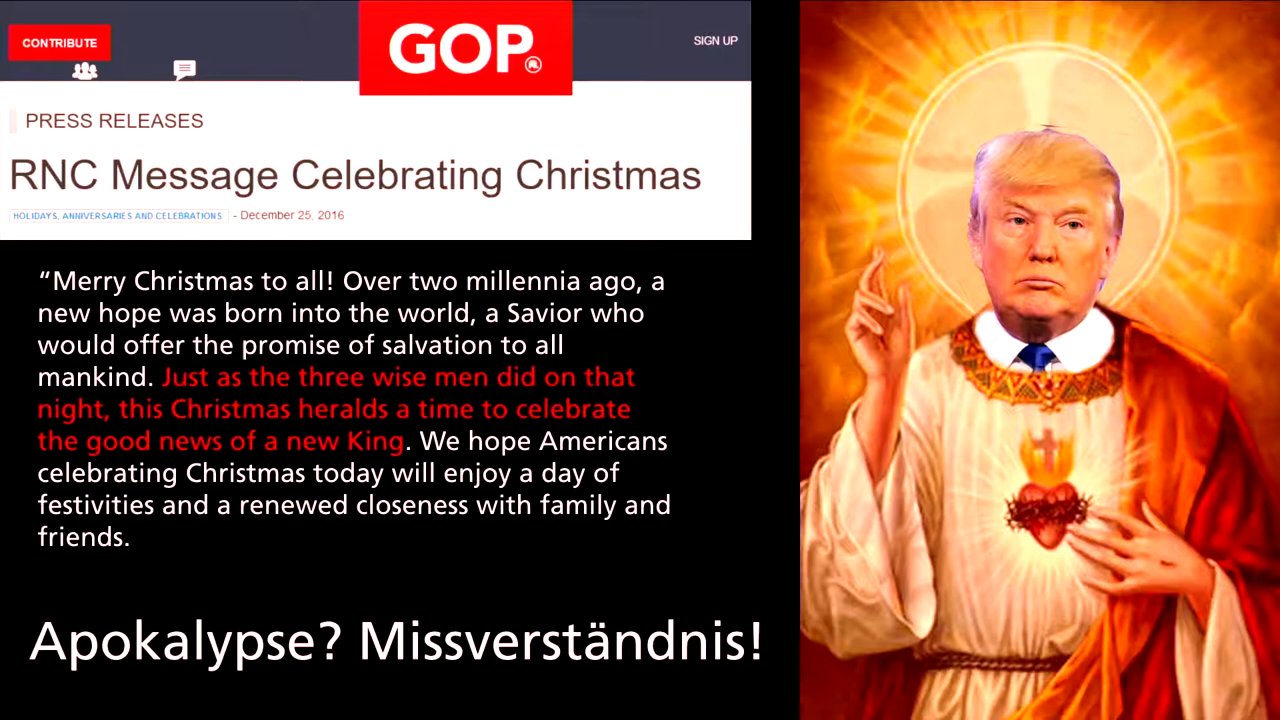 CONTRIBUTE
GOP
SIGN UP
PRESS RELEASES
RNC Message Celebrating Christmas
HOLIDAYS, ANNIVERSARIES AND CELEBRATIONS - December 25, 2016
“Merry Christmas to all! Over two millennia ago, a
new hope was born into the world, a Savior who
would offer the promise of salvation to all
mankind. Just as the three wise men did on that
night, this Christmas heralds a time to celebrate
the good news of a new King. We hope Americans
celebrating Christmas today will enjoy a day of
festivities and a renewed closeness with family and
friends.
Apokalypse? Missverständnis!